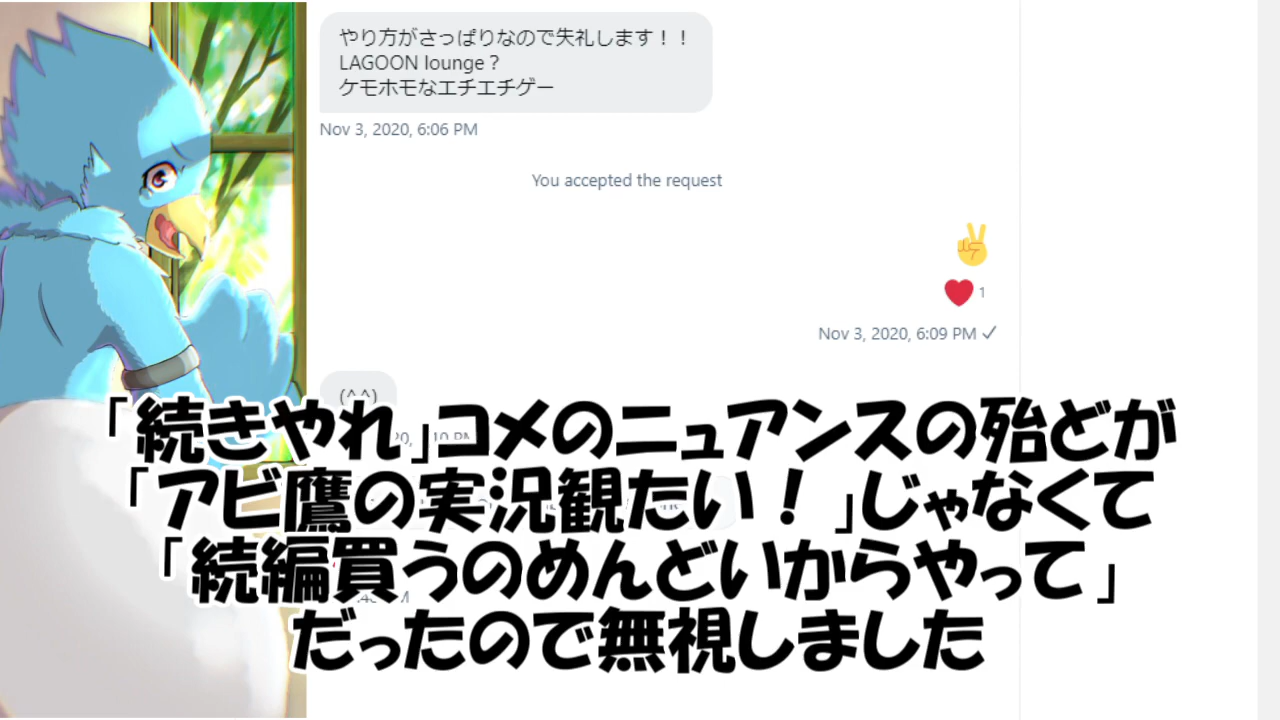 やり方がさっぱりなので失礼します！！
LAGOON lounge？
ケモホモなエチエチゲー
Nov 3, 2020, 6:06 PM
You accepted the request
✌
❤ 1
Nov 3, 2020, 6:09 PM ✓
(^^)
「続きやれ」コメのニュアンスの殆どが
「アビ鷹の実況観たい！」じゃなくて
「続編買うのめんどいからやって」
だったので無視しました